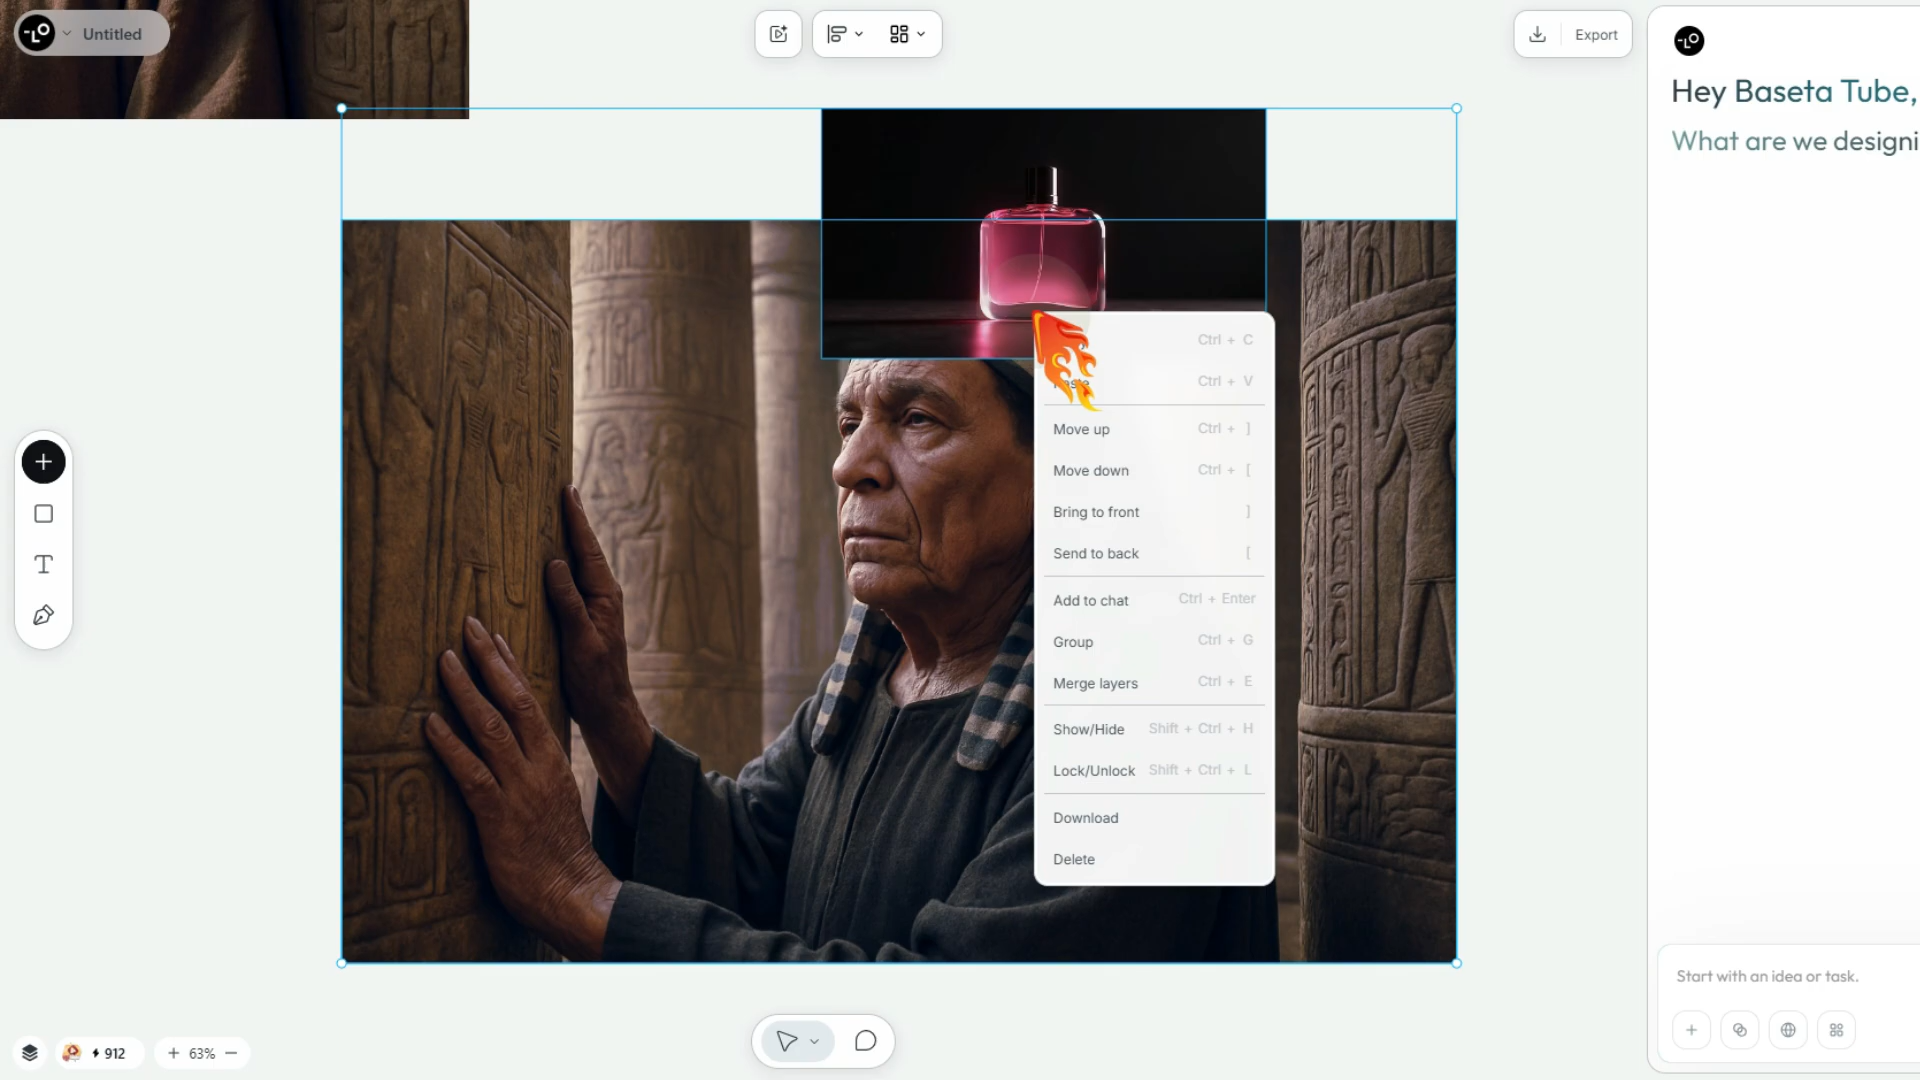 Untitled
Export
Hey Baseta Tube,
What are we designi
Ctrl + C
Ctrl + V
Move up Ctrl + ]
Move down Ctrl + [
Bring to front ]
Send to back [
Add to chat Ctrl + Enter
Group Ctrl + G
Merge layers Ctrl + E
Show/Hide Shift + Ctrl + H
Lock/Unlock Shift + Ctrl + L
Download
Delete
Start with an idea or task.
912
63%